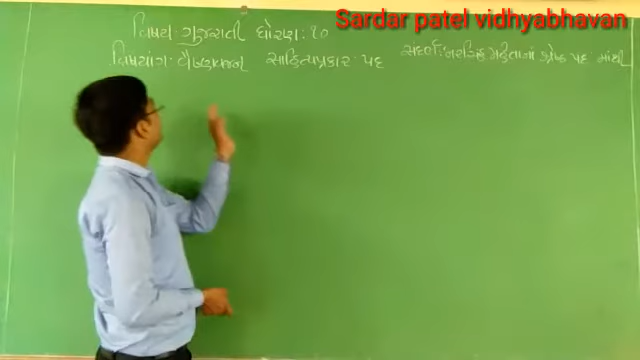 Sardar patel vidhyabhavan
વિષય: ગુજરાતી ધોરણ: ૧૦
વિષયાંગ: વૈષ્ણવજન સાહિત્યપ્રકાર: પદ સંદર્ભ: નરસિંહ મહેતાનાં શ્રેષ્ઠ પદ માંથી